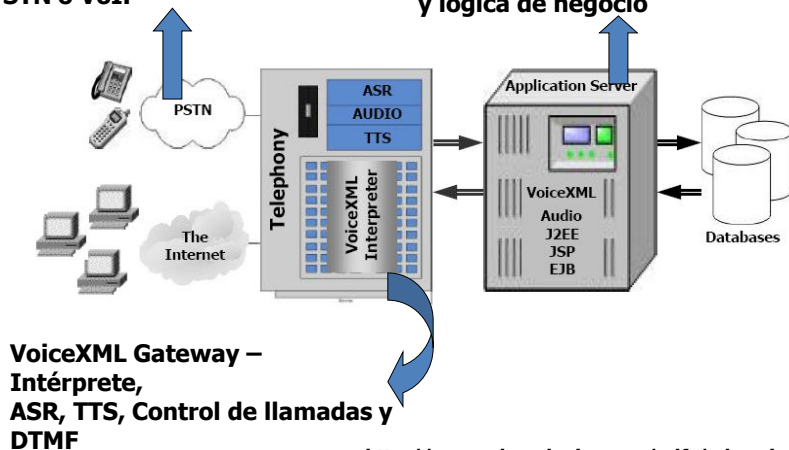 y lógica de negocio
PSTN
The
Internet
Telephony
ASR
AUDIO
TTS
VoiceXML
Interpreter
Application Server
VoiceXML
Audio
J2EE
JSP
EJB
Databases
VoiceXML Gateway –
Intérprete,
ASR, TTS, Control de llamadas y
DTMF